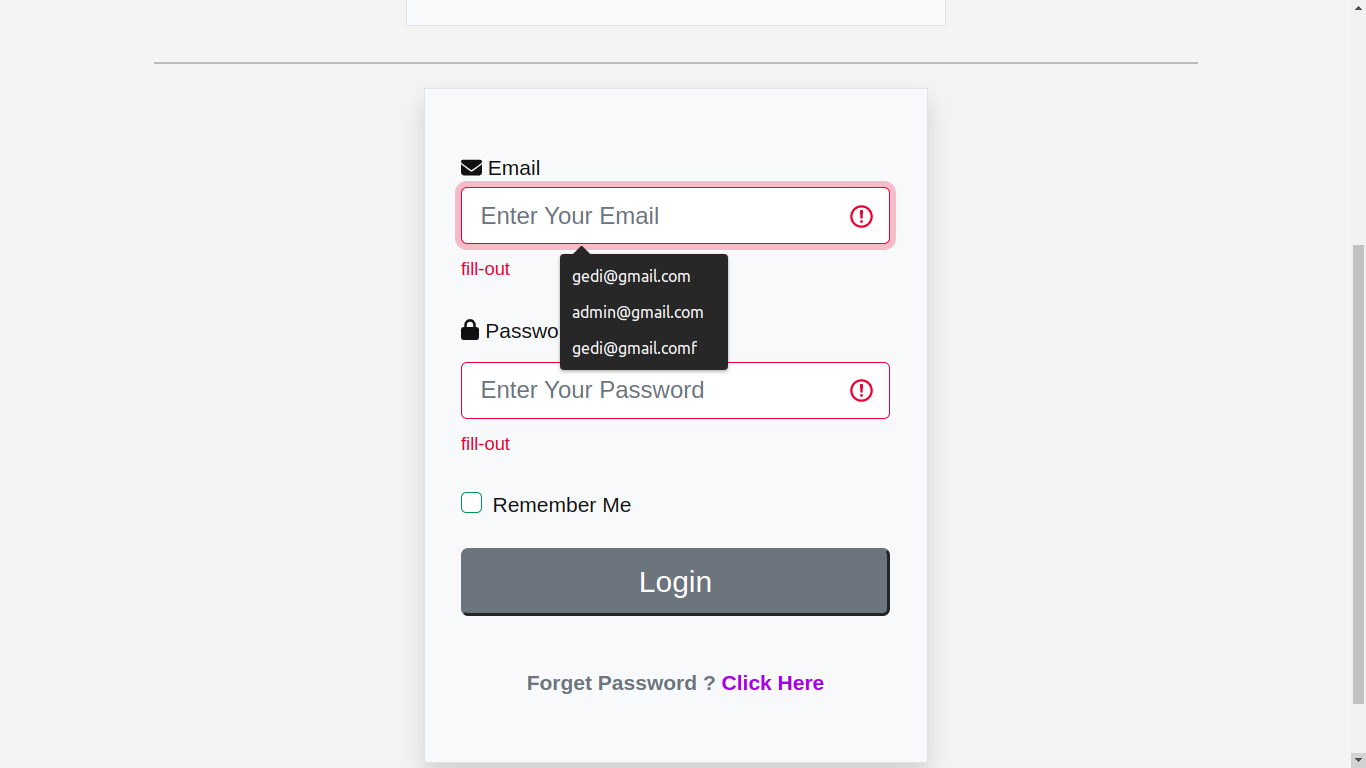 Email
Enter Your Email
fill-out
gedi@gmail.com
admin@gmail.com
gedi@gmail.comf
Enter Your Password
fill-out
Remember Me
Login
Forget Password ? Click Here